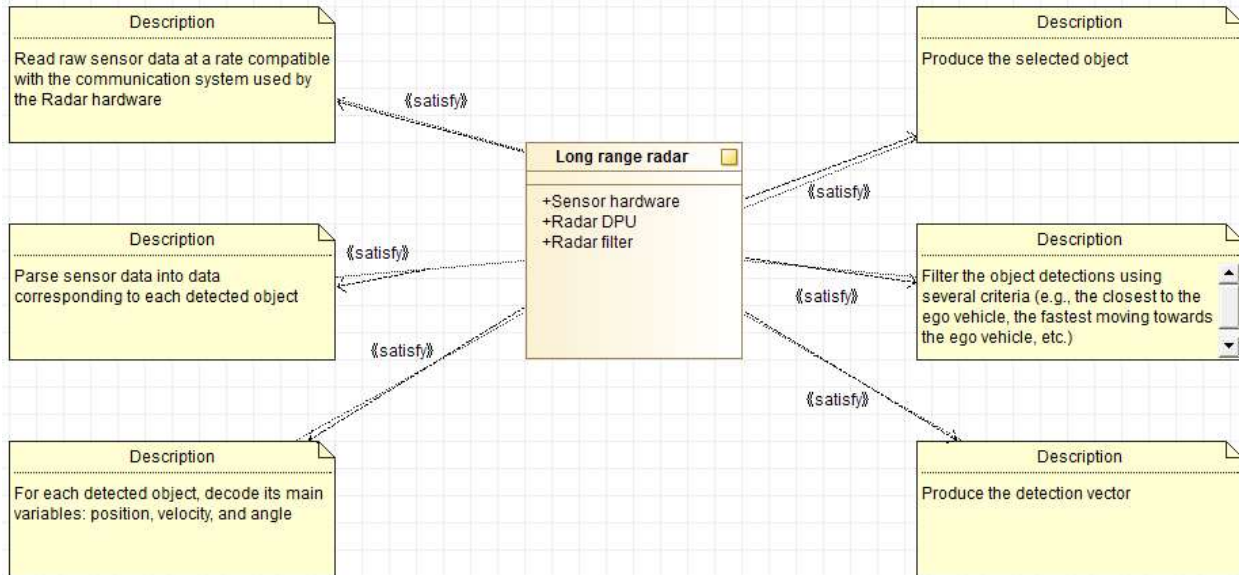 Description
Read raw sensor data at a rate compatible
with the communication system used by
the Radar hardware
Description
Produce the selected object
《satisfy》
Long range radar
+Sensor hardware
+Radar DPU
+Radar filter
《satisfy》
Description
Parse sensor data into data
corresponding to each detected object
《satisfy》
Description
Filter the object detections using
several criteria (e.g., the closest to the
ego vehicle, the fastest moving towards
the ego vehicle, etc.)
《satisfy》
《satisfy》
《satisfy》
Description
For each detected object, decode its main
variables: position, velocity, and angle
Description
Produce the detection vector